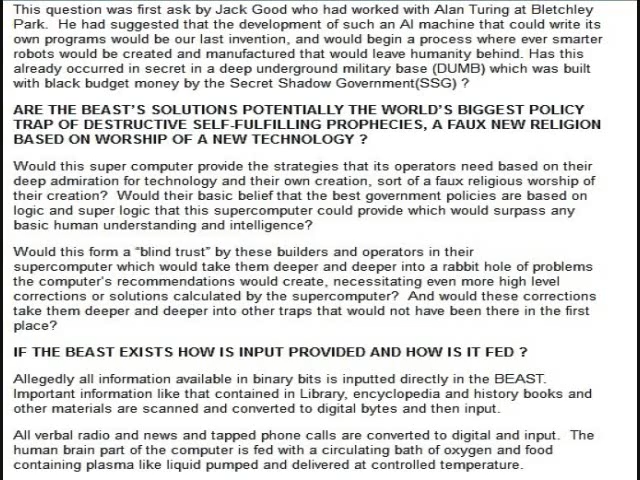 This question was first ask by Jack Good who had worked with Alan Turing at Bletchley
Park.  He had suggested that the development of such an AI machine that could write its
own programs would be our last invention, and would begin a process where ever smarter
robots would be created and manufactured that would leave humanity behind. Has this
already occurred in secret in a deep underground military base (DUMB) which was built
with black budget money by the Secret Shadow Government(SSG) ?
ARE THE BEAST'S SOLUTIONS POTENTIALLY THE WORLD'S BIGGEST POLICY
TRAP OF DESTRUCTIVE SELF-FULFILLING PROPHECIES, A FAUX NEW RELIGION
BASED ON WORSHIP OF A NEW TECHNOLOGY ?
Would this super computer provide the strategies that its operators need based on their
deep admiration for technology and their own creation, sort of a faux religious worship of
their creation?  Would their basic belief that the best government policies are based on
logic and super logic that this supercomputer could provide which would surpass any
basic human understanding and intelligence?
Would this form a "blind trust" by these builders and operators in their
supercomputer which would take them deeper and deeper into a rabbit hole of problems
the computer's recommendations would create, necessitating even more high level
corrections or solutions calculated by the supercomputer?  And would these corrections
take them deeper and deeper into other traps that would not have been there in the first
place?
IF THE BEAST EXISTS HOW IS INPUT PROVIDED AND HOW IS IT FED ?
Allegedly all information available in binary bits is inputted directly in the BEAST.
Important information like that contained in Library, encyclopedia and history books and
other materials are scanned and converted to digital bytes and then input.
All verbal radio and news and tapped phone calls are converted to digital and input.  The
human brain part of the computer is fed with a circulating bath of oxygen and food
containing plasma like liquid pumped and delivered at controlled temperature.